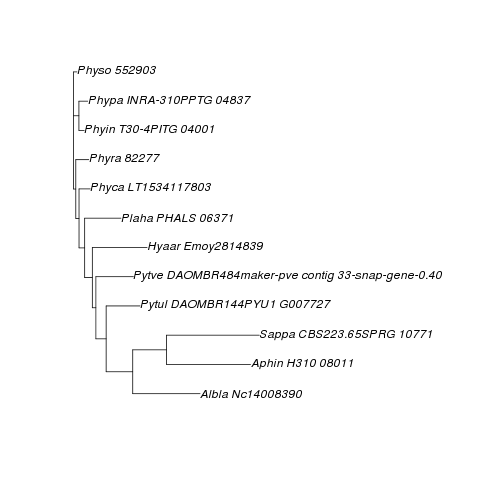 Physo 552903
Phypa INRA-310PPTG 04837
Phyin T30-4PITG 04001
Phyra 82277
Phyca LT1534117803
Plaha PHALS 06371
Hyaar Emoy2814839
Pytve DAOMBR484maker-pve contig 33-snap-gene-0.40
Pytul DAOMBR144PYU1 G007727
Sappa CBS223.65SPRG 10771
Aphin H310 08011
Albla Nc14008390